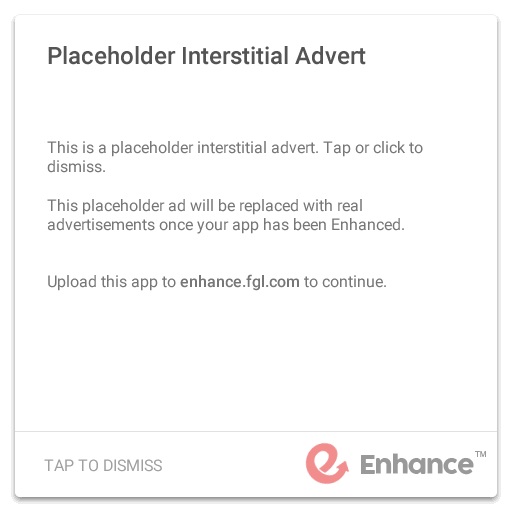 Placeholder Interstitial Advert
This is a placeholder interstitial advert. Tap or click to
dismiss.
This placeholder ad will be replaced with real
advertisements once your app has been Enhanced.
Upload this app to enhance.fgl.com to continue.
TAP TO DISMISS
Enhance™